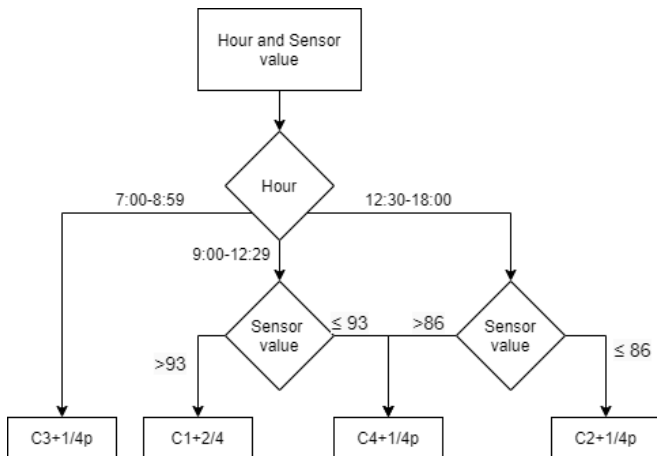 Hour and Sensor
value
Hour
7:00-8:59
12:30-18:00
9:00-12:29
Sensor
value
≤ 93
>86
Sensor
value
>93
≤ 86
C3+1/4p
C1+2/4
C4+1/4p
C2+1/4p